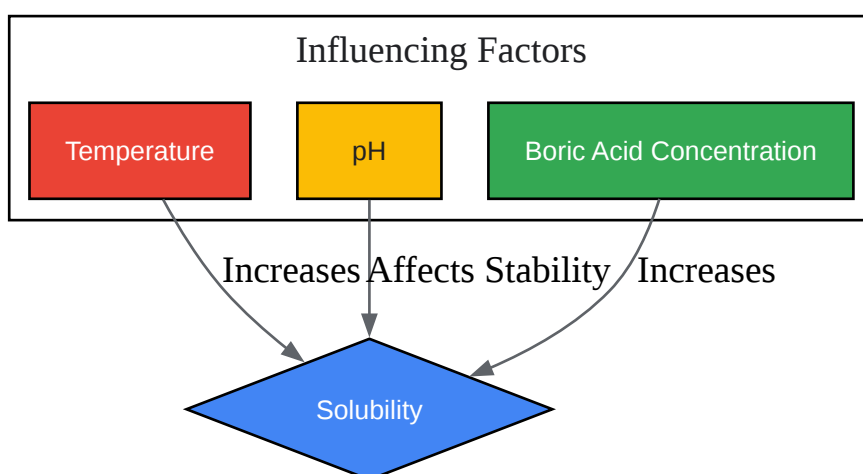 Influencing Factors
Temperature
pH
Boric Acid Concentration
Increases
Affects Stability
Increases
Solubility